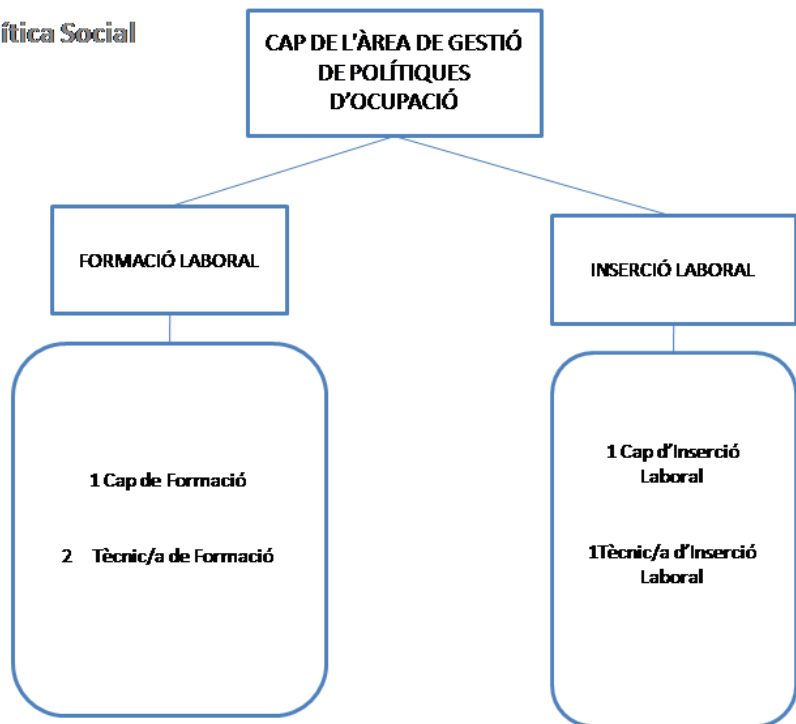 ítica Social
CAP DE L'ÀREA DE GESTIÓ
DE POLÍTIQUES
D'OCUPACIÓ
FORMACIÓ LABORAL
INSERCIÓ LABORAL
1 Cap de Formació
2 Tècnic/a de Formació
1 Cap d'Inserció
Laboral
1Tècnic/a d'Inserció
Laboral